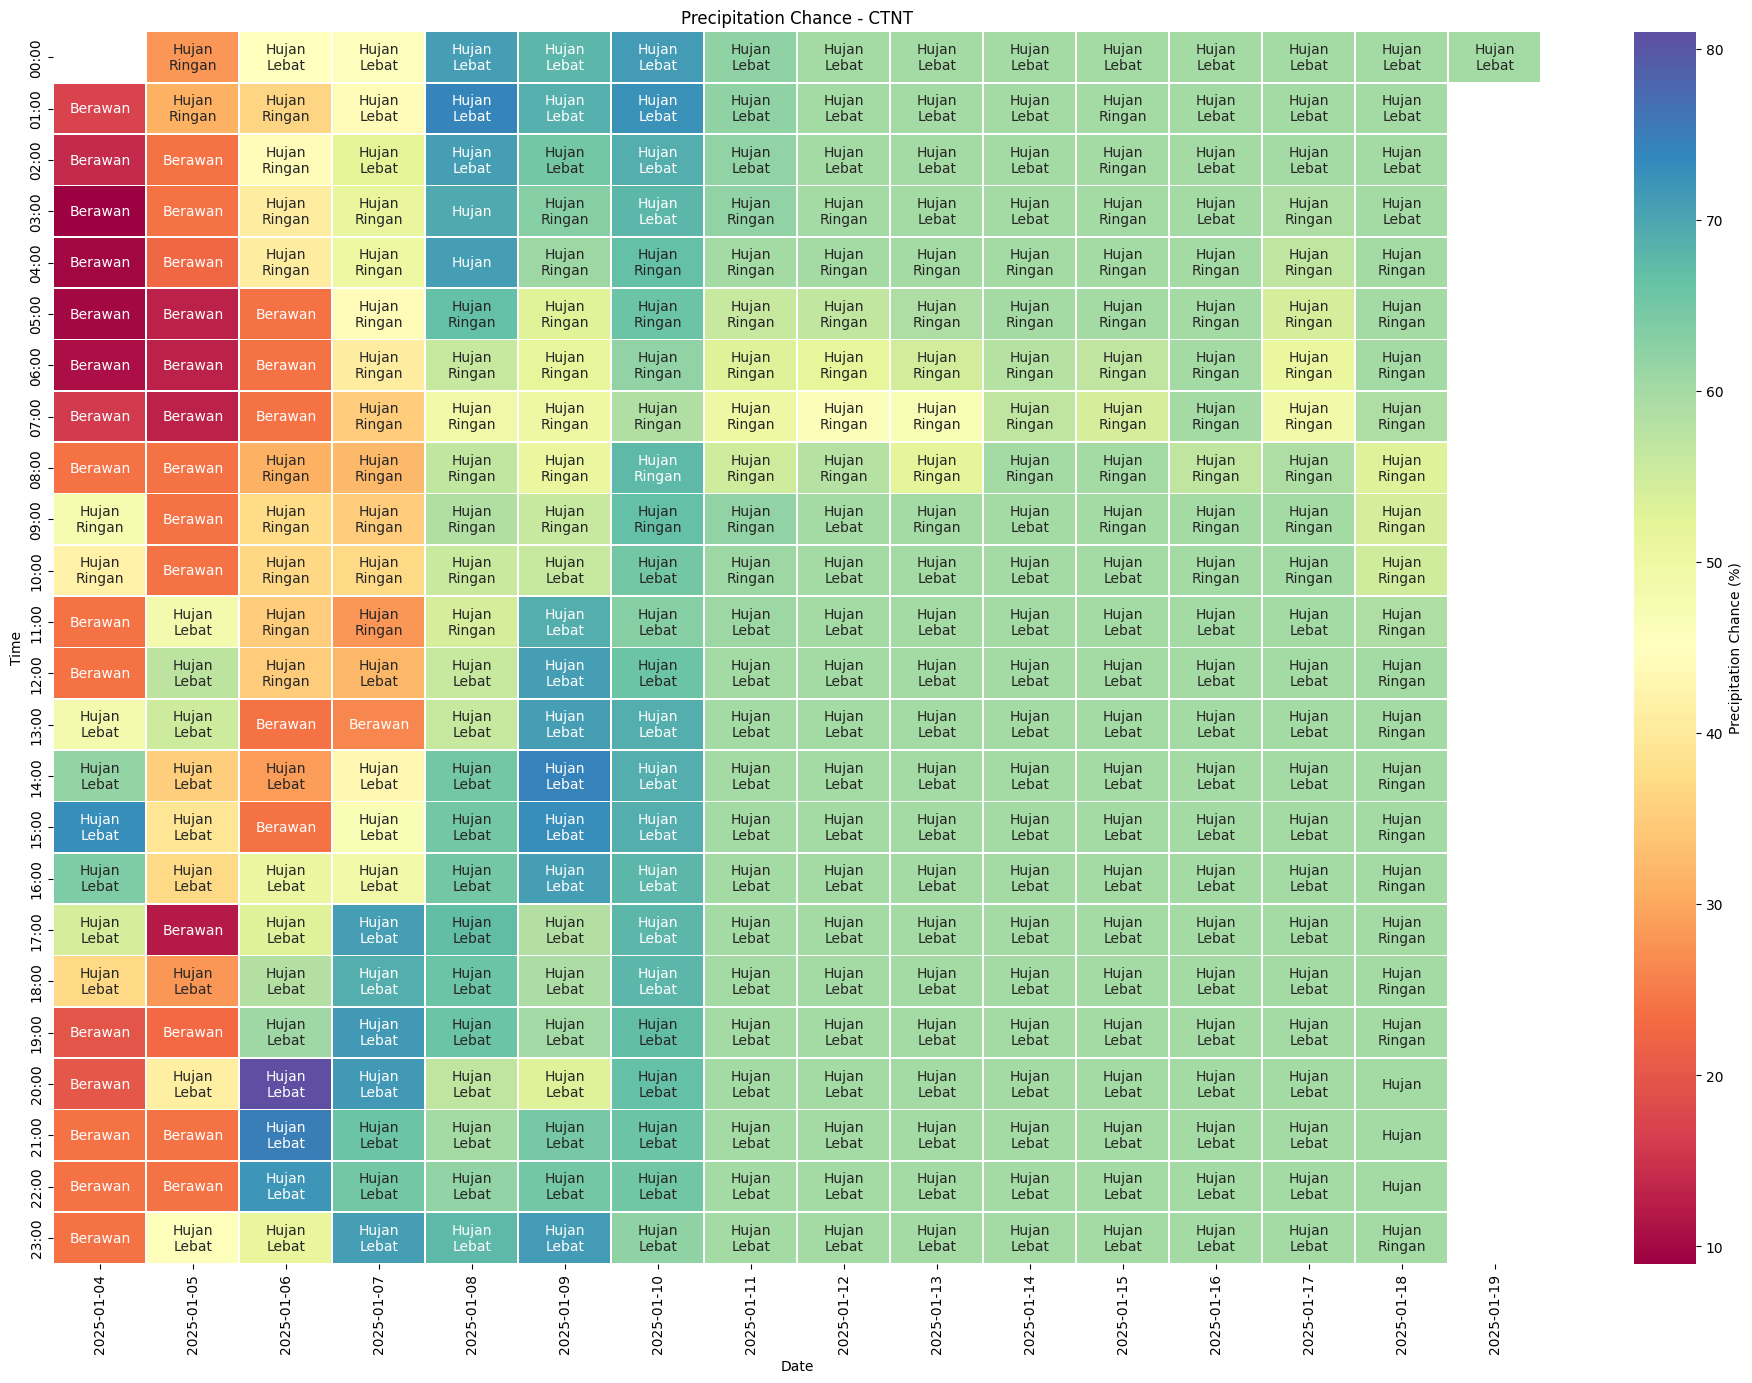 Precipitation Chance - CTNT
00:00 Hujan Ringan Hujan Lebat Hujan Lebat Hujan Lebat Hujan Lebat Hujan Lebat Hujan Lebat Hujan Lebat Hujan Lebat Hujan Lebat Hujan Lebat Hujan Lebat Hujan Lebat Hujan Lebat Hujan Lebat
01:00 Berawan Hujan Ringan Hujan Ringan Hujan Lebat Hujan Lebat Hujan Lebat Hujan Lebat Hujan Lebat Hujan Lebat Hujan Lebat Hujan Lebat Hujan Ringan Hujan Lebat Hujan Lebat Hujan Lebat
02:00 Berawan Berawan Hujan Ringan Hujan Lebat Hujan Lebat Hujan Lebat Hujan Lebat Hujan Lebat Hujan Lebat Hujan Lebat Hujan Lebat Hujan Ringan Hujan Lebat Hujan Lebat Hujan Lebat
03:00 Berawan Berawan Hujan Ringan Hujan Ringan Hujan Hujan Ringan Hujan Lebat Hujan Ringan Hujan Ringan Hujan Lebat Hujan Lebat Hujan Ringan Hujan Lebat Hujan Ringan Hujan Lebat
04:00 Berawan Berawan Hujan Ringan Hujan Ringan Hujan Hujan Ringan Hujan Ringan Hujan Ringan Hujan Ringan Hujan Ringan Hujan Ringan Hujan Ringan Hujan Ringan Hujan Ringan Hujan Ringan
05:00 Berawan Berawan Berawan Hujan Ringan Hujan Ringan Hujan Ringan Hujan Ringan Hujan Ringan Hujan Ringan Hujan Ringan Hujan Ringan Hujan Ringan Hujan Ringan Hujan Ringan Hujan Ringan
06:00 Berawan Berawan Berawan Hujan Ringan Hujan Ringan Hujan Ringan Hujan Ringan Hujan Ringan Hujan Ringan Hujan Ringan Hujan Ringan Hujan Ringan Hujan Ringan Hujan Ringan Hujan Ringan
07:00 Berawan Berawan Berawan Hujan Ringan Hujan Ringan Hujan Ringan Hujan Ringan Hujan Ringan Hujan Ringan Hujan Ringan Hujan Ringan Hujan Ringan Hujan Ringan Hujan Ringan Hujan Ringan
08:00 Berawan Berawan Hujan Ringan Hujan Ringan Hujan Ringan Hujan Ringan Hujan Ringan Hujan Ringan Hujan Ringan Hujan Ringan Hujan Ringan Hujan Ringan Hujan Ringan Hujan Ringan Hujan Ringan
09:00 Hujan Ringan Berawan Hujan Ringan Hujan Ringan Hujan Ringan Hujan Ringan Hujan Ringan Hujan Ringan Hujan Lebat Hujan Ringan Hujan Lebat Hujan Ringan Hujan Ringan Hujan Ringan Hujan Ringan
10:00 Hujan Ringan Berawan Hujan Ringan Hujan Ringan Hujan Ringan Hujan Lebat Hujan Lebat Hujan Ringan Hujan Lebat Hujan Lebat Hujan Lebat Hujan Lebat Hujan Ringan Hujan Ringan Hujan Ringan
11:00 Berawan Hujan Lebat Hujan Ringan Hujan Ringan Hujan Ringan Hujan Lebat Hujan Lebat Hujan Lebat Hujan Lebat Hujan Lebat Hujan Lebat Hujan Lebat Hujan Lebat Hujan Lebat Hujan Ringan
12:00 Berawan Hujan Lebat Hujan Ringan Hujan Lebat Hujan Lebat Hujan Lebat Hujan Lebat Hujan Lebat Hujan Lebat Hujan Lebat Hujan Lebat Hujan Lebat Hujan Lebat Hujan Lebat Hujan Ringan
13:00 Hujan Lebat Hujan Lebat Berawan Berawan Hujan Lebat Hujan Lebat Hujan Lebat Hujan Lebat Hujan Lebat Hujan Lebat Hujan Lebat Hujan Lebat Hujan Lebat Hujan Lebat Hujan Ringan
14:00 Hujan Lebat Hujan Lebat Hujan Lebat Hujan Lebat Hujan Lebat Hujan Lebat Hujan Lebat Hujan Lebat Hujan Lebat Hujan Lebat Hujan Lebat Hujan Lebat Hujan Lebat Hujan Lebat Hujan Ringan
15:00 Hujan Lebat Hujan Lebat Berawan Hujan Lebat Hujan Lebat Hujan Lebat Hujan Lebat Hujan Lebat Hujan Lebat Hujan Lebat Hujan Lebat Hujan Lebat Hujan Lebat Hujan Lebat Hujan Ringan
16:00 Hujan Lebat Hujan Lebat Hujan Lebat Hujan Lebat Hujan Lebat Hujan Lebat Hujan Lebat Hujan Lebat Hujan Lebat Hujan Lebat Hujan Lebat Hujan Lebat Hujan Lebat Hujan Lebat Hujan Ringan
17:00 Hujan Lebat Berawan Hujan Lebat Hujan Lebat Hujan Lebat Hujan Lebat Hujan Lebat Hujan Lebat Hujan Lebat Hujan Lebat Hujan Lebat Hujan Lebat Hujan Lebat Hujan Lebat Hujan Ringan
18:00 Hujan Lebat Hujan Lebat Hujan Lebat Hujan Lebat Hujan Lebat Hujan Lebat Hujan Lebat Hujan Lebat Hujan Lebat Hujan Lebat Hujan Lebat Hujan Lebat Hujan Lebat Hujan Lebat Hujan Ringan
19:00 Berawan Berawan Hujan Lebat Hujan Lebat Hujan Lebat Hujan Lebat Hujan Lebat Hujan Lebat Hujan Lebat Hujan Lebat Hujan Lebat Hujan Lebat Hujan Lebat Hujan Lebat Hujan Ringan
20:00 Berawan Hujan Lebat Hujan Lebat Hujan Lebat Hujan Lebat Hujan Lebat Hujan Lebat Hujan Lebat Hujan Lebat Hujan Lebat Hujan Lebat Hujan Lebat Hujan Lebat Hujan Lebat Hujan
21:00 Berawan Berawan Hujan Lebat Hujan Lebat Hujan Lebat Hujan Lebat Hujan Lebat Hujan Lebat Hujan Lebat Hujan Lebat Hujan Lebat Hujan Lebat Hujan Lebat Hujan Lebat Hujan
22:00 Berawan Berawan Hujan Lebat Hujan Lebat Hujan Lebat Hujan Lebat Hujan Lebat Hujan Lebat Hujan Lebat Hujan Lebat Hujan Lebat Hujan Lebat Hujan Lebat Hujan Lebat Hujan
23:00 Berawan Hujan Lebat Hujan Lebat Hujan Lebat Hujan Lebat Hujan Lebat Hujan Lebat Hujan Lebat Hujan Lebat Hujan Lebat Hujan Lebat Hujan Lebat Hujan Lebat Hujan Lebat Hujan Ringan
Time
2025-01-04 2025-01-05 2025-01-06 2025-01-07 2025-01-08 2025-01-09 2025-01-10 2025-01-11 2025-01-12 2025-01-13 2025-01-14 2025-01-15 2025-01-16 2025-01-17 2025-01-18 2025-01-19
Date
80
70
60
50
40
30
20
10
Precipitation Chance (%)